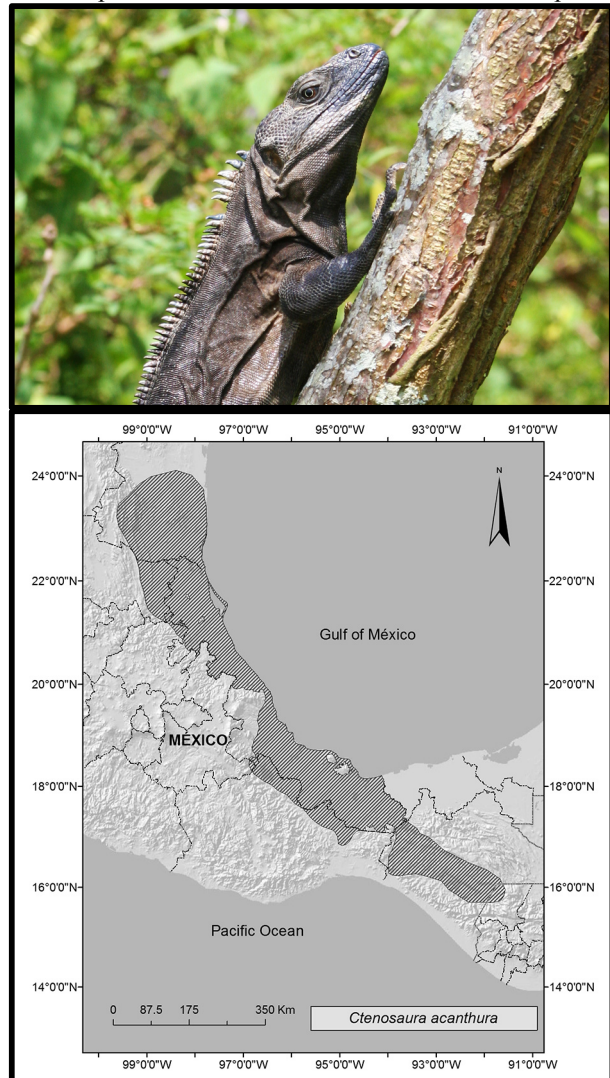 99°0'0"W 97°0'0"W 95°0'0"W 93°0'0"W 91°0'0"W
24°0'0"N 24°0'0"N
N
22°0'0"N 22°0'0"N
Gulf of México
20°0'0"N 20°0'0"N
MÉXICO
18°0'0"N 18°0'0"N
16°0'0"N 16°0'0"N
Pacific Ocean
14°0'0"N 14°0'0"N
0 87.5 175 350 Km
Ctenosaura acanthura
99°0'0"W 97°0'0"W 95°0'0"W 93°0'0"W 91°0'0"W